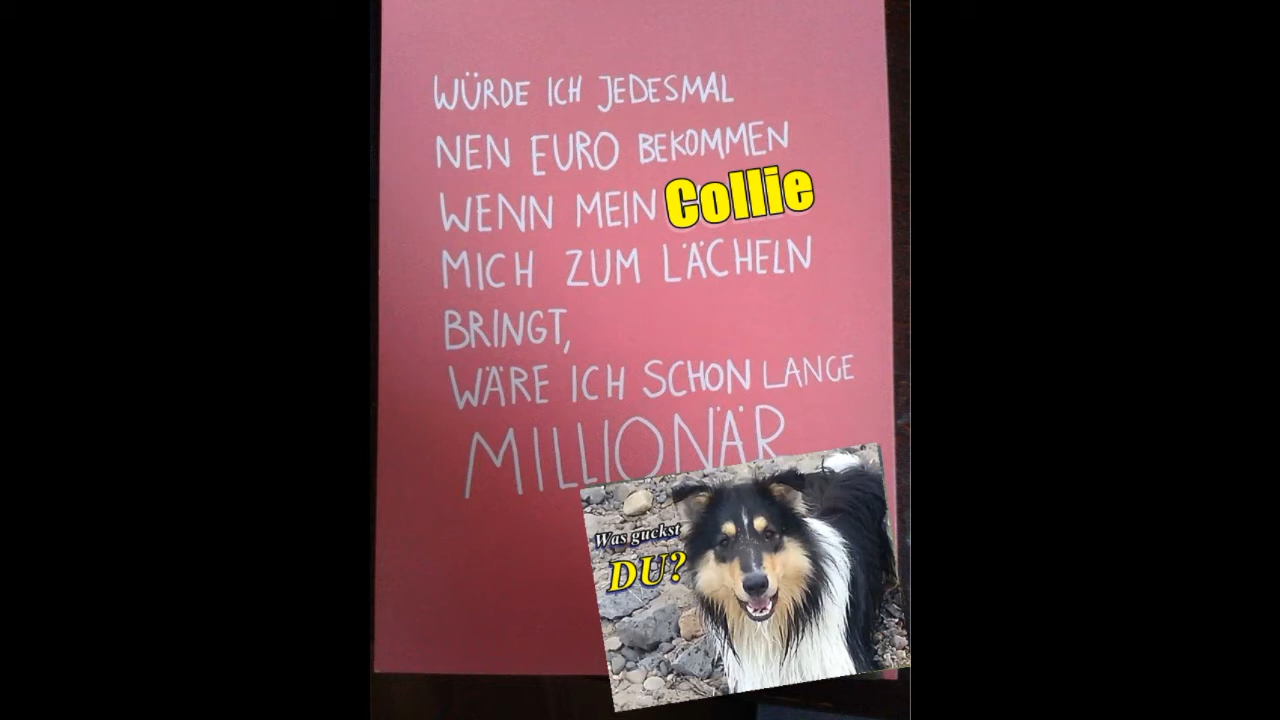 WÜRDE ICH JEDESMAL
NEN EURO BEKOMMEN
WENN MEIN Collie
MICH ZUM LÄCHELN
BRINGT,
WÄRE ICH SCHON LANGE
MILLIONÄR
Was guckst
DU?